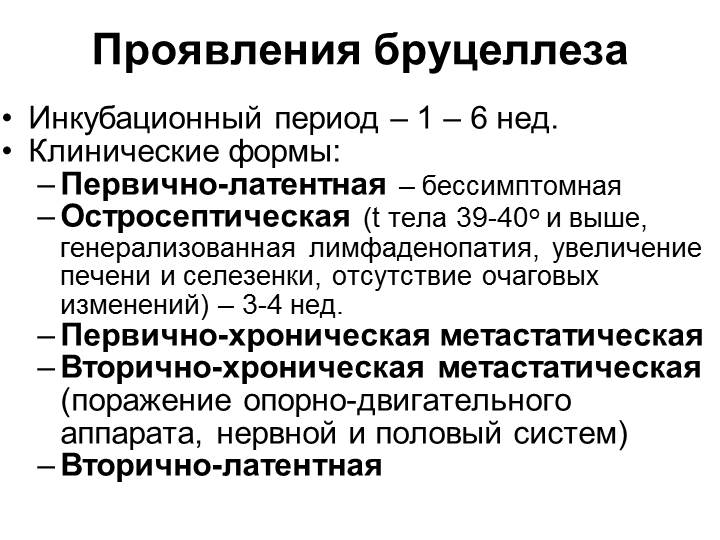 Проявления бруцеллеза
• Инкубационный период – 1 – 6 нед.
• Клинические формы:
– Первично-латентная – бессимптомная
– Остросептическая (t тела 39-40º и выше,
генерализованная лимфаденопатия, увеличение
печени и селезенки, отсутствие очаговых
изменений) – 3-4 нед.
– Первично-хроническая метастатическая
– Вторично-хроническая метастатическая
(поражение опорно-двигательного
аппарата, нервной и половый систем)
– Вторично-латентная